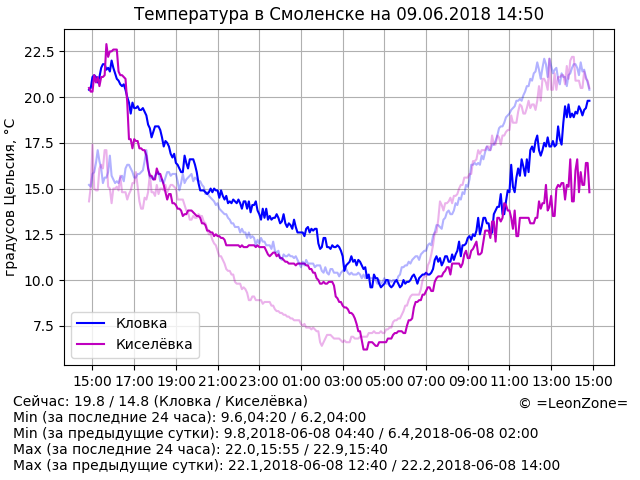 Температура в Смоленске на 09.06.2018 14:50
градусов Цельсия, °C
22.5
20.0
17.5
15.0
12.5
10.0
7.5
Кловка
Киселёвка
15:00 17:00 19:00 21:00 23:00 01:00 03:00 05:00 07:00 09:00 11:00 13:00 15:00
Сейчас: 19.8 / 14.8 (Кловка / Киселёвка)
© =LeonZone=
Min (за последние 24 часа): 9.6,04:20 / 6.2,04:00
Min (за предыдущие сутки): 9.8,2018-06-08 04:40 / 6.4,2018-06-08 02:00
Max (за последние 24 часа): 22.0,15:55 / 22.9,15:40
Max (за предыдущие сутки): 22.1,2018-06-08 12:40 / 22.2,2018-06-08 14:00